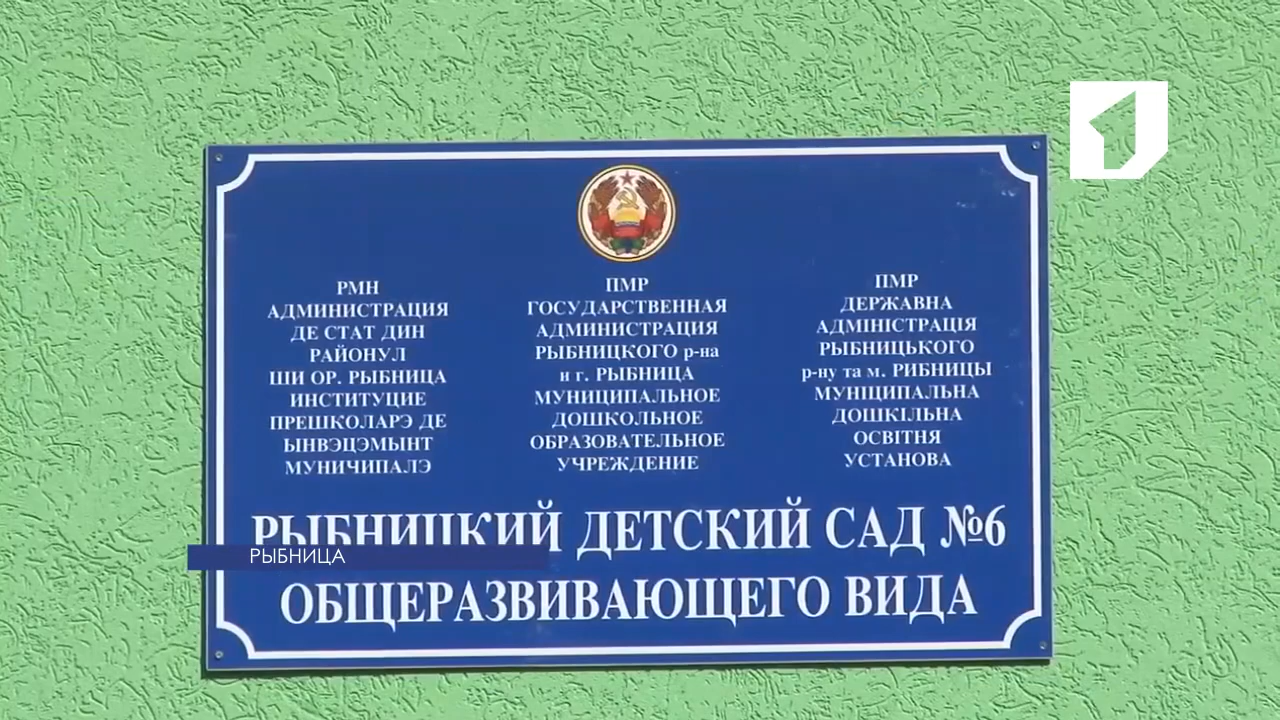 РМН
АДМИНИСТРАЦИЯ
ДЕ СТАТ ДИН
РАЙОНУЛ
ШИ ОР. РЫБНИЦА
ИНСТИТУЦИЕ
ПРЕШКОЛАРЭ ДЕ
ЫНВЭЦЭМЫНТ
МУНИЧИПАЛЭ
ПМР
ГОСУДАРСТВЕННАЯ
АДМИНИСТРАЦИЯ
РЫБНИЦКОГО р-на
и г. РЫБНИЦА
МУНИЦИПАЛЬНОЕ
ДОШКОЛЬНОЕ
ОБРАЗОВАТЕЛЬНОЕ
УЧРЕЖДЕНИЕ
ПМР
ДЕРЖАВНА
АДМІНІСТРАЦІЯ
РЫБНИЦЬКОГО
р-ну та м. РИБНИЦЫ
МУНІЦИПАЛЬНА
ДОШКІЛЬНА
ОСВІТНЯ
УСТАНОВА
РЫБНИЦКИЙ ДЕТСКИЙ САД №6
РЫБНИЦА
ОБЩЕРАЗВИВАЮЩЕГО ВИДА